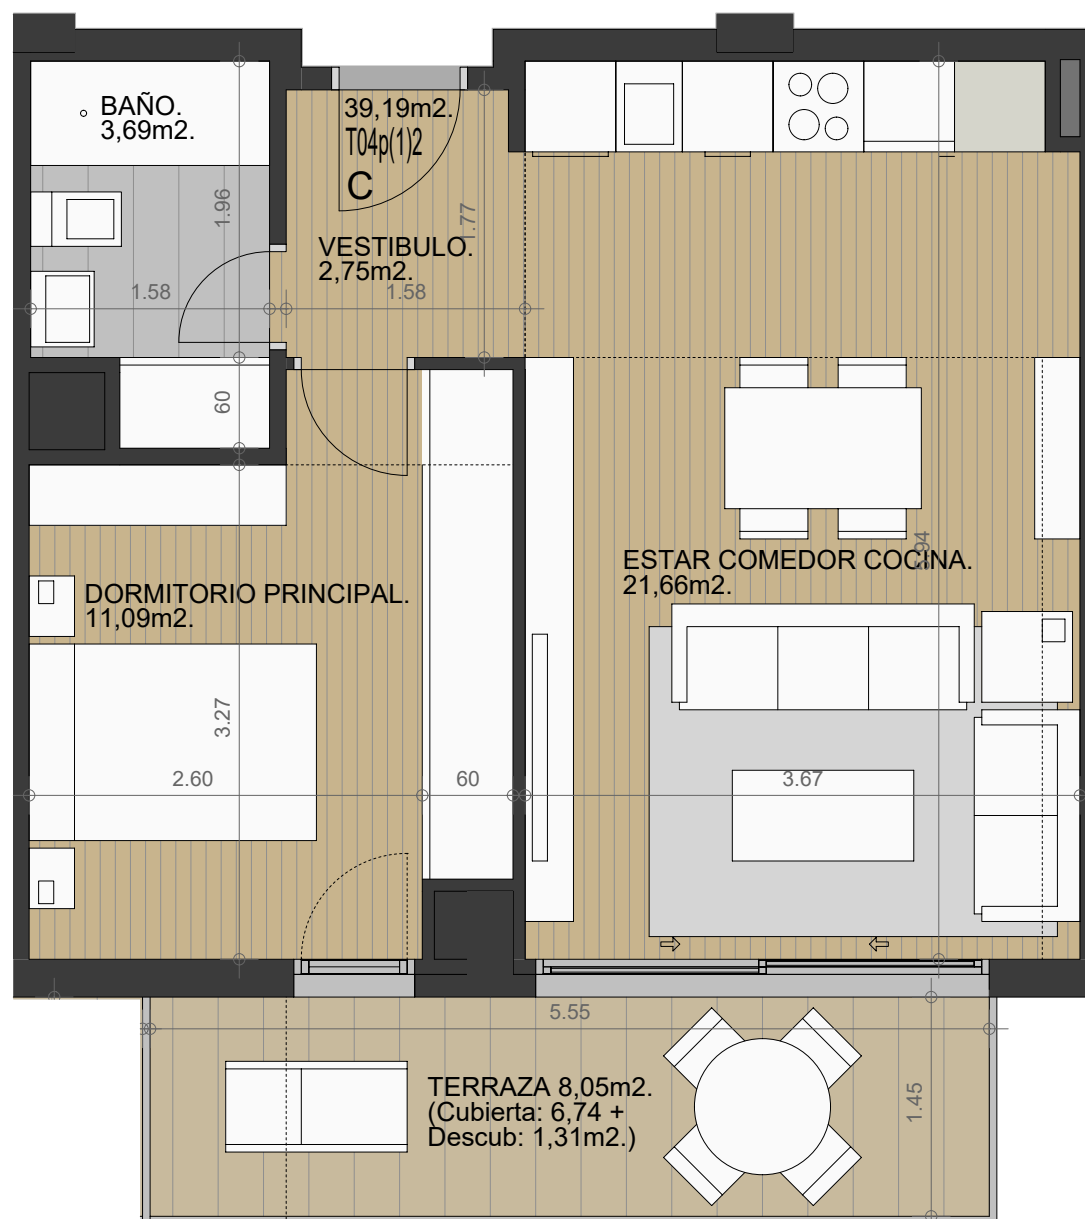 BAÑO.
3,69m2.
39,19m2.
T04p(1)2
C
1.96
1.77
VESTIBULO.
2,75m2.
1.58
1.58
60
ESTAR COMEDOR COCINA.
21,66m2.
5.94
DORMITORIO PRINCIPAL.
11,09m2.
3.27
2.60
60
3.67
5.55
TERRAZA 8,05m2.
(Cubierta: 6,74 +
Descub: 1,31m2.)
1.45